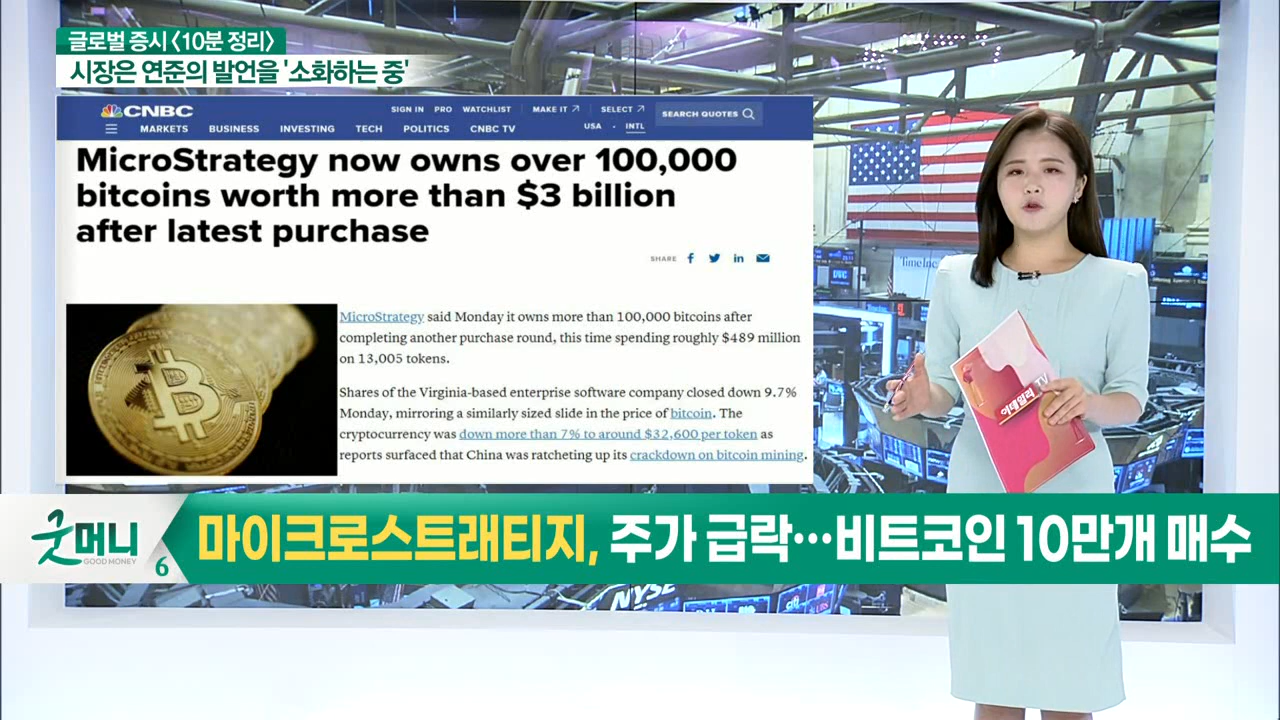 글로벌 증시 <10분 정리>
시장은 연준의 발언을 '소화하는 중'
CNBC
SIGN IN PRO WATCHLIST MAKE IT SELECT SEARCH QUOTES
MARKETS BUSINESS INVESTING TECH POLITICS CNBC TV USA · INTL
MicroStrategy now owns over 100,000
bitcoins worth more than $3 billion
after latest purchase
SHARE
MicroStrategy said Monday it owns more than 100,000 bitcoins after
completing another purchase round, this time spending roughly $489 million
on 13,005 tokens.
Shares of the Virginia-based enterprise software company closed down 9.7%
Monday, mirroring a similarly sized slide in the price of bitcoin. The
cryptocurrency was down more than 7% to around $32,600 per token as
reports surfaced that China was ratcheting up its crackdown on bitcoin mining.
Time Inc
이데일리 TV
굿머니
GOOD MONEY
6
마이크로스트래티지, 주가 급락…비트코인 10만개 매수
NYSE
citi
UBS